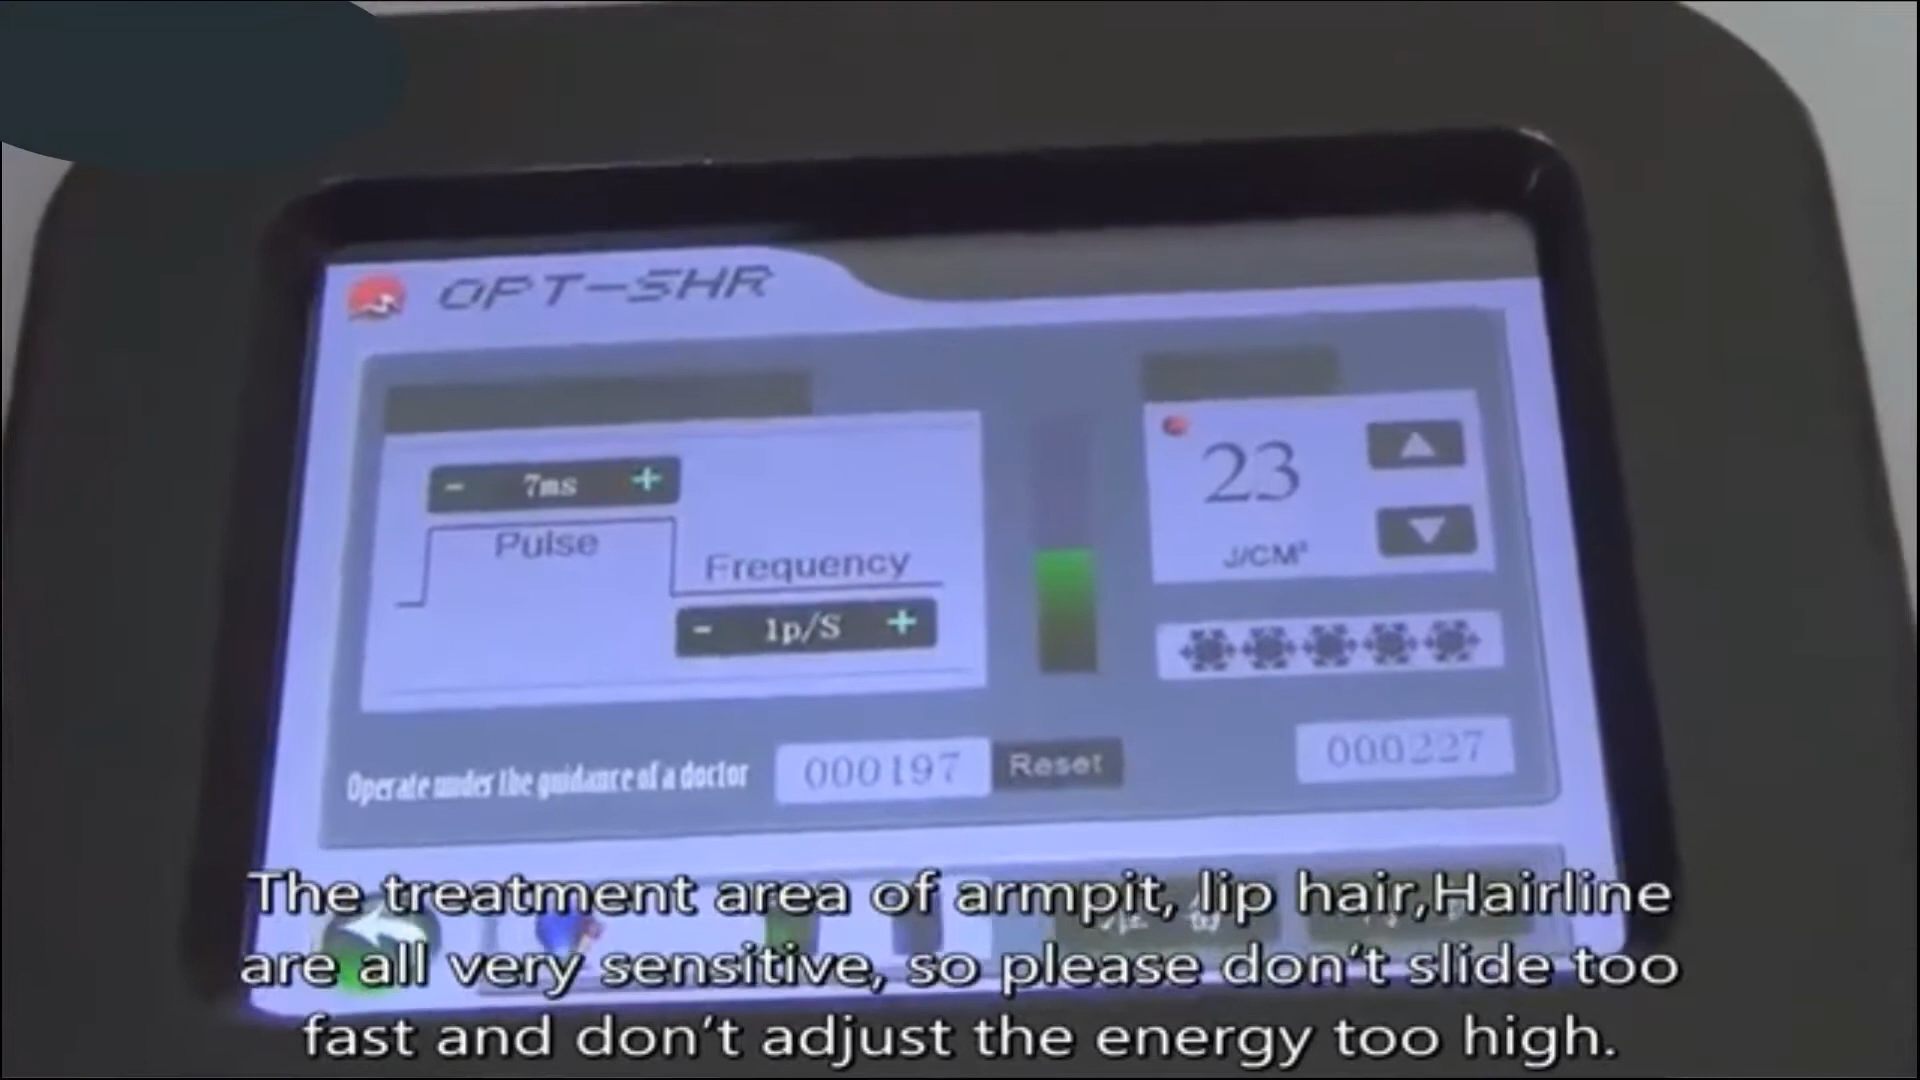 OPT-SHR
- 7ms +
Pulse
Frequency
- 1p/S +
23
J/CM²
Operate under the guidance of a doctor
000197
Reset
000227
The treatment area of armpit, lip hair,Hairline
are all very sensitive, so please don't slide too
fast and don't adjust the energy too high.